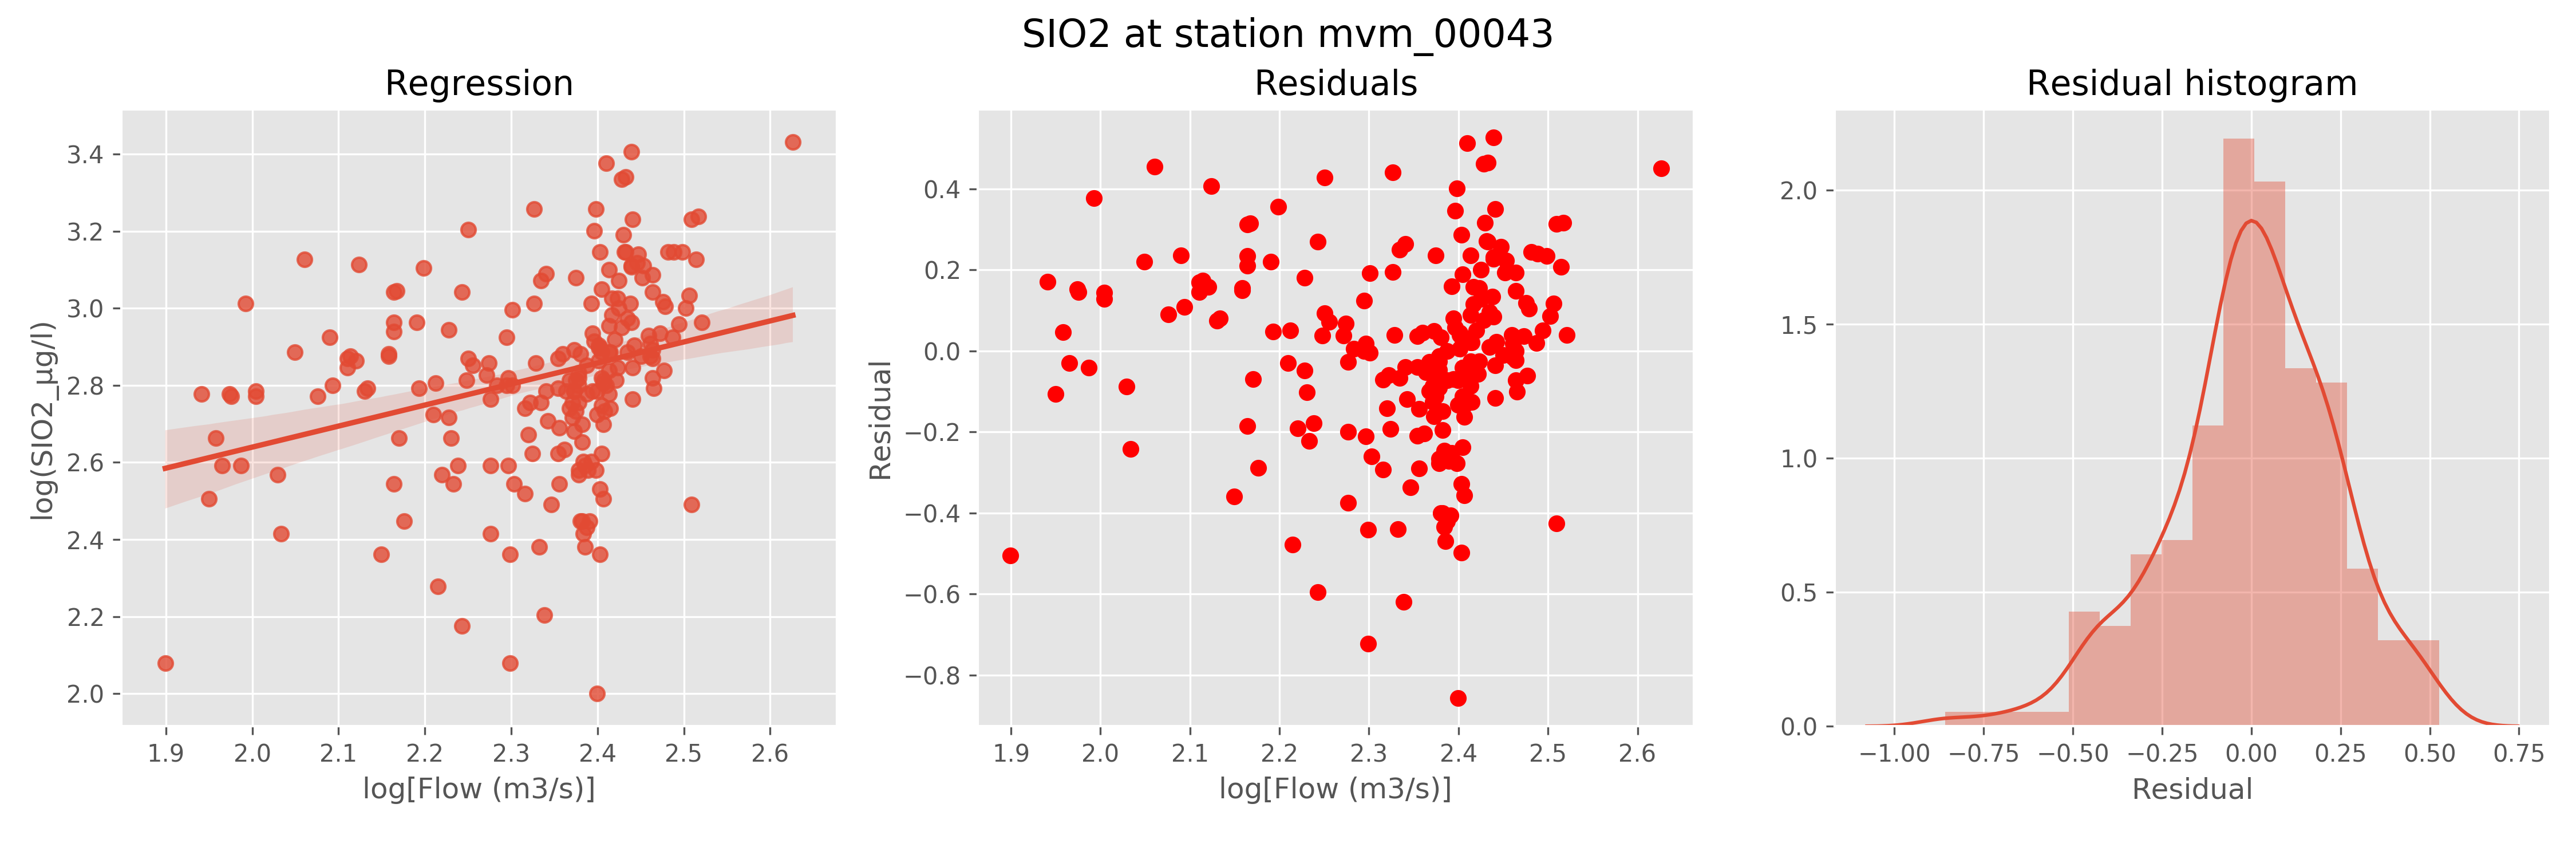 SIO2 at station mvm_00043
Regression
3.4
3.2
3.0
2.8
2.6
2.4
2.2
2.0
log(SIO2_µg/l)
1.9 2.0 2.1 2.2 2.3 2.4 2.5 2.6
log[Flow (m3/s)]
Residuals
0.4
0.2
0.0
−0.2
−0.4
−0.6
−0.8
Residual
1.9 2.0 2.1 2.2 2.3 2.4 2.5 2.6
log[Flow (m3/s)]
Residual histogram
2.0
1.5
1.0
0.5
0.0
−1.00 −0.75 −0.50 −0.25 0.00 0.25 0.50 0.75
Residual